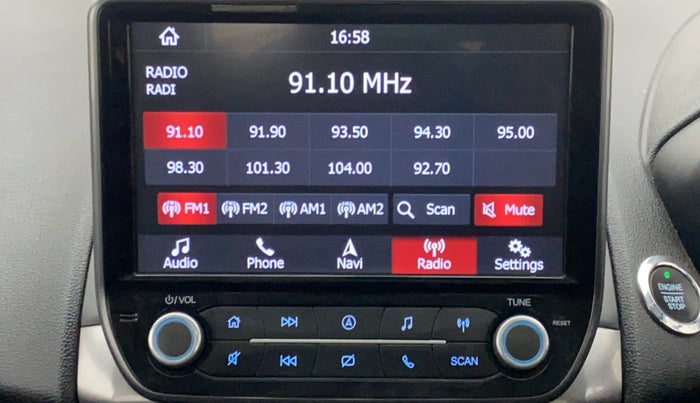 16:58
RADIO
RADI
91.10 MHz
91.10 91.90 93.50 94.30 95.00
98.30 101.30 104.00 92.70
FM1 FM2 AM1 AM2 Scan Mute
Audio Phone Navi Radio Settings
/VOL TUNE
RESET
SCAN
ENGINE
START
STOP